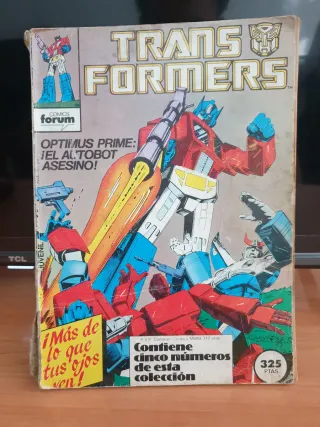 TRANS
FORMERS
COMICS
forum
OPTIMUS PRIME:
¡EL AUTOBOT
ASESINO!
JUVENIL
¡Más de
lo que
tus ojos
ven!
Contiene
cinco números
de esta
colección
325
PTAS
TCL